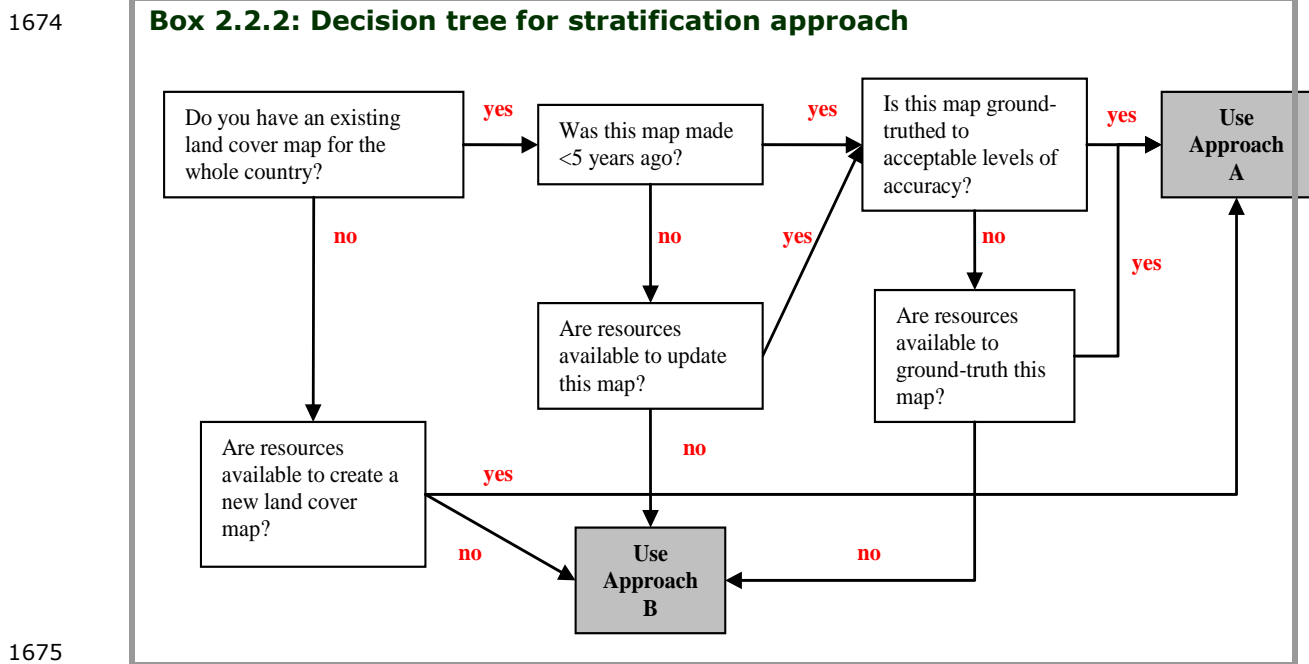 1674
Box 2.2.2: Decision tree for stratification approach
Do you have an existing
land cover map for the
whole country?
yes
Was this map made
<5 years ago?
yes
Is this map ground-
truthed to
acceptable levels of
accuracy?
yes
Use
Approach
A
no
no
yes
no
yes
Are resources
available to update
this map?
Are resources
available to
ground-truth this
map?
Are resources
available to create a
new land cover
map?
yes
no
no
Use
Approach
B
no
1675